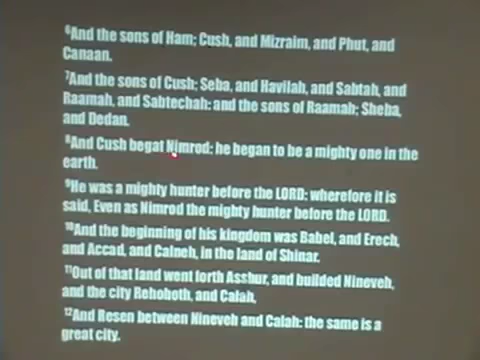 ⁶And the sons of Ham; Cush, and Mizraim, and Phut, and
Canaan.
⁷And the sons of Cush; Seba, and Havilah, and Sabtah, and
Raamah, and Sabtechah: and the sons of Raamah; Sheba,
and Dedan.
⁸And Cush begat Nimrod: he began to be a mighty one in the
earth.
⁹He was a mighty hunter before the LORD: wherefore it is
said, Even as Nimrod the mighty hunter before the LORD.
¹⁰And the beginning of his kingdom was Babel, and Erech,
and Accad, and Calneh, in the land of Shinar.
¹¹Out of that land went forth Asshur, and builded Nineveh,
and the city Rehoboth, and Calah,
¹²And Resen between Nineveh and Calah: the same is a
great city.